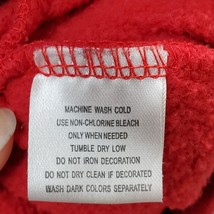 MACHINE WASH COLD
USE NON-CHLORINE BLEACH
ONLY WHEN NEEDED
TUMBLE DRY LOW
DO NOT IRON DECORATION
DO NOT DRY CLEAN IF DECORATED
WASH DARK COLORS SEPARATELY